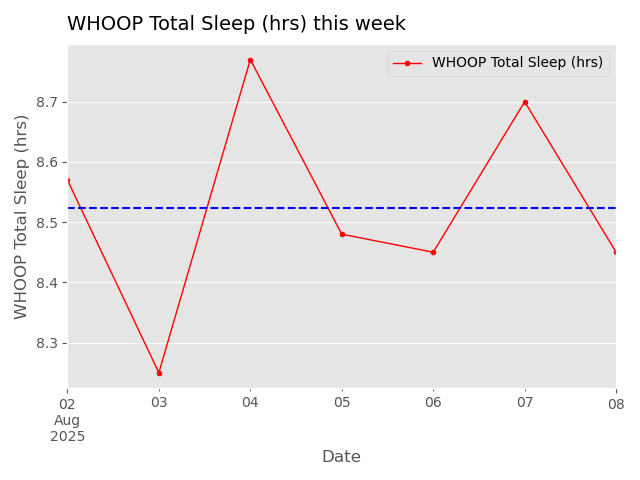 WHOOP Total Sleep (hrs) this week
WHOOP Total Sleep (hrs)
WHOOP Total Sleep (hrs)
8.7
8.6
8.5
8.4
8.3
02
Aug
2025
03
04
05
06
07
08
Date